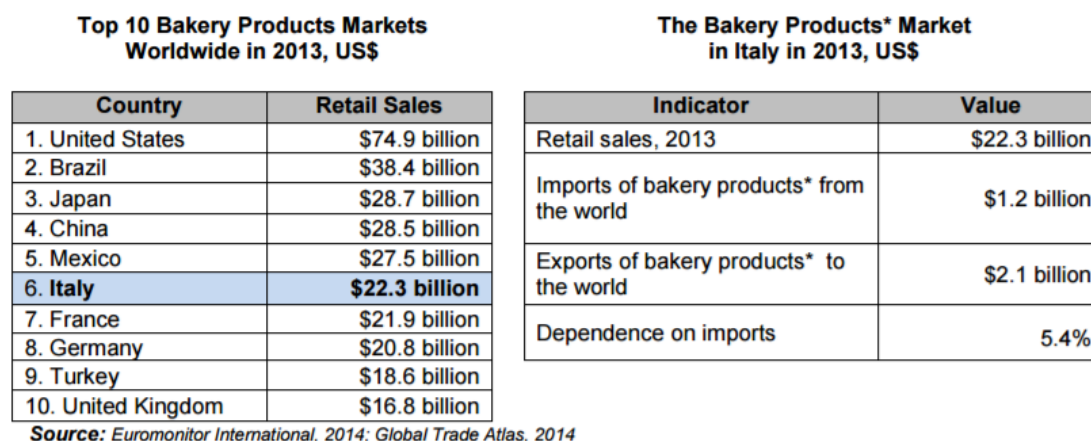 Top 10 Bakery Products Markets
Worldwide in 2013, US$
Country Retail Sales
1. United States $74.9 billion
2. Brazil $38.4 billion
3. Japan $28.7 billion
4. China $28.5 billion
5. Mexico $27.5 billion
6. Italy $22.3 billion
7. France $21.9 billion
8. Germany $20.8 billion
9. Turkey $18.6 billion
10. United Kingdom $16.8 billion
The Bakery Products* Market
in Italy in 2013, US$
Indicator Value
Retail sales, 2013 $22.3 billion
Imports of bakery products* from
the world $1.2 billion
Exports of bakery products* to
the world $2.1 billion
Dependence on imports 5.4%
Source: Euromonitor International, 2014; Global Trade Atlas, 2014